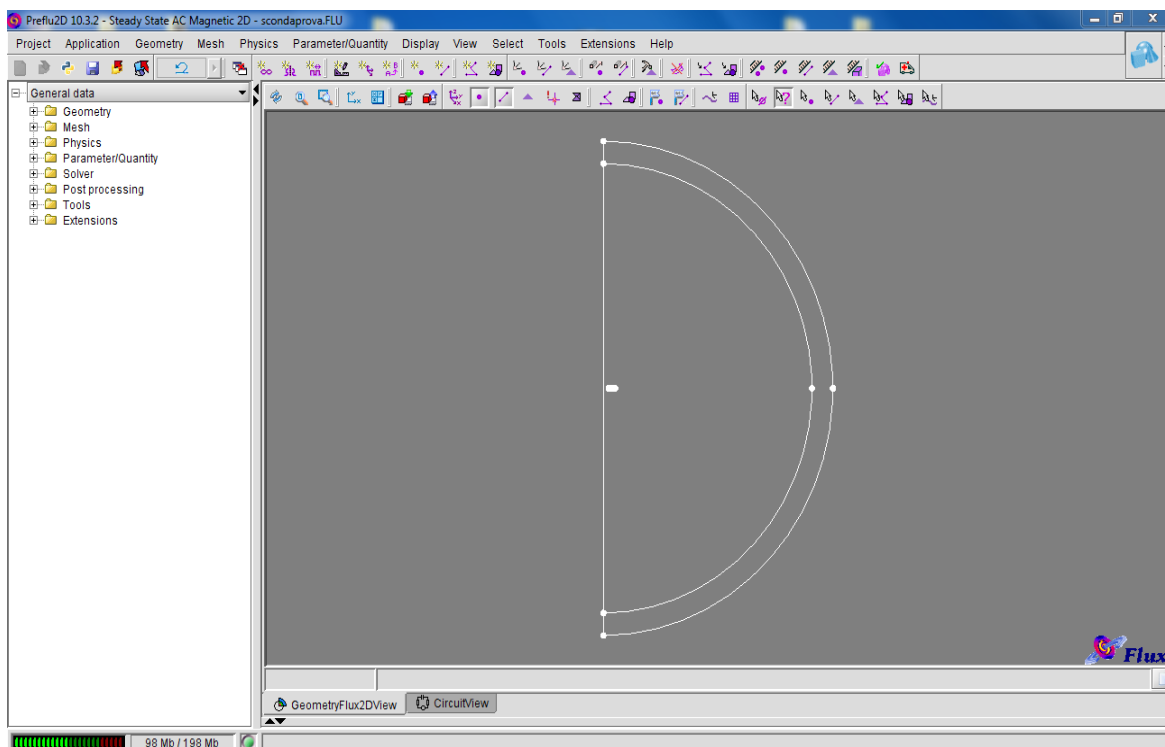 Preflu2D 10.3.2 - Steady State AC Magnetic 2D - scondaprova.FLU
Project Application Geometry Mesh Physics Parameter/Quantity Display View Select Tools Extensions Help
General data
Geometry
Mesh
Physics
Parameter/Quantity
Solver
Post processing
Tools
Extensions
Flux
GeometryFlux2DView CircuitView
98 Mb / 198 Mb